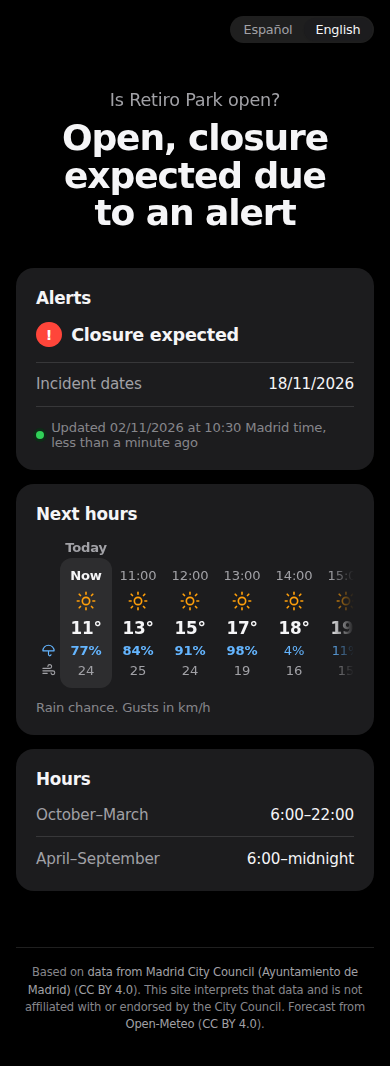 Español English
Is Retiro Park open?
Open, closure
expected due
to an alert
Alerts
! Closure expected
Incident dates 18/11/2026
Updated 02/11/2026 at 10:30 Madrid time,
less than a minute ago
Next hours
Today
Now 11:00 12:00 13:00 14:00
11° 13° 15° 17° 18° 19
77% 84% 91% 98% 4%
24 25 24 19 16
Rain chance. Gusts in km/h
Hours
October–March 6:00–22:00
April–September 6:00–midnight
Based on data from Madrid City Council (Ayuntamiento de
Madrid) (CC BY 4.0). This site interprets that data and is not
affiliated with or endorsed by the City Council. Forecast from
Open-Meteo (CC BY 4.0).